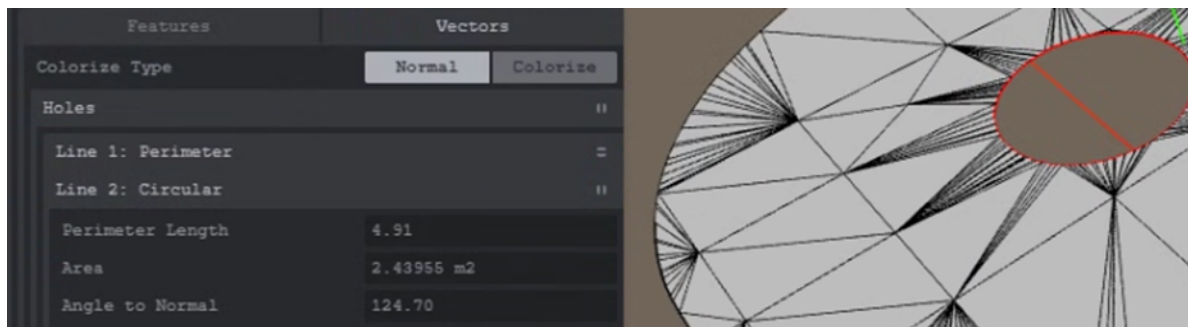 Features Vectors
Colorize Type Normal Colorize
Holes
Line 1: Perimeter
Line 2: Circular
Perimeter Length 4.91
Area 2.43955 m2
Angle to Normal 124.70